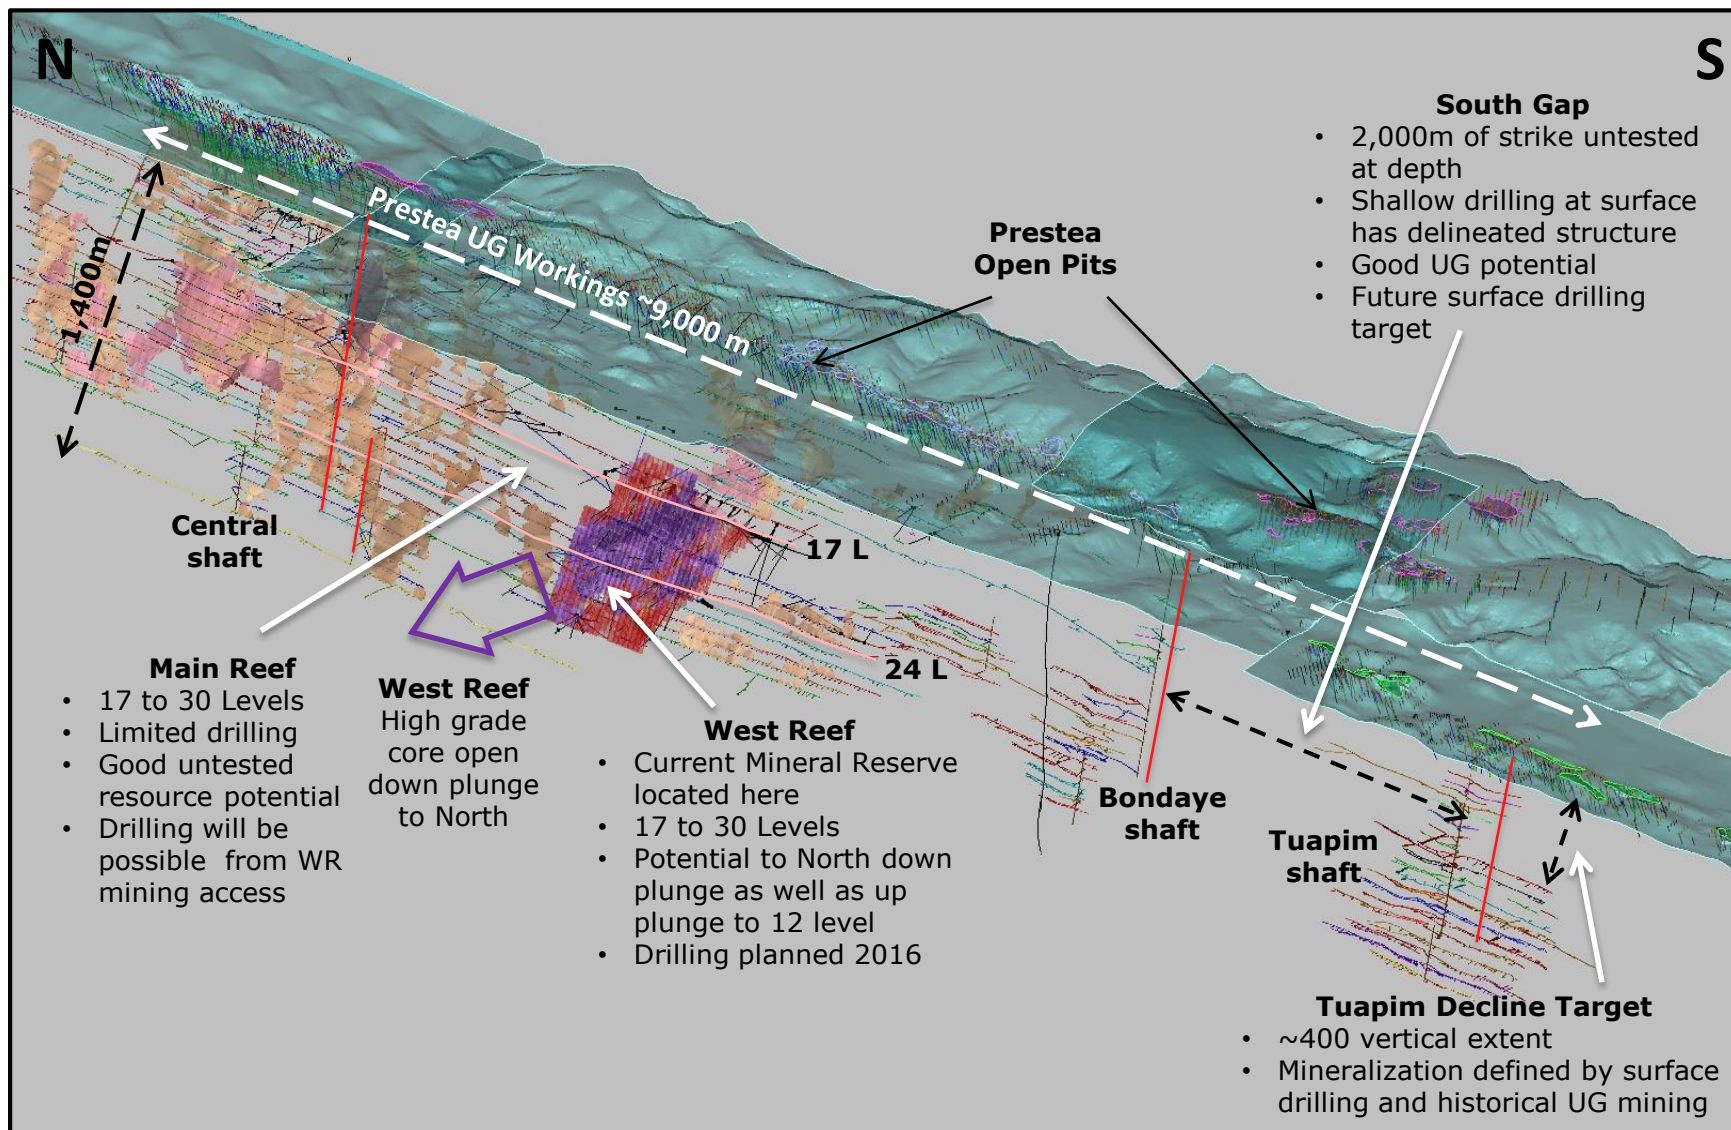 N
S
South Gap
• 2,000m of strike untested
at depth
• Shallow drilling at surface
has delineated structure
• Good UG potential
• Future surface drilling
target
Prestea
Open Pits
Prestea UG Workings ~9,000 m
1,400m
Central
shaft
17 L
24 L
Main Reef
• 17 to 30 Levels
• Limited drilling
• Good untested
resource potential
• Drilling will be
possible from WR
mining access
West Reef
High grade
core open
down plunge
to North
West Reef
• Current Mineral Reserve
located here
• 17 to 30 Levels
• Potential to North down
plunge as well as up
plunge to 12 level
• Drilling planned 2016
Bondaye
shaft
Tuapim
shaft
Tuapim Decline Target
• ~400 vertical extent
• Mineralization defined by surface
drilling and historical UG mining